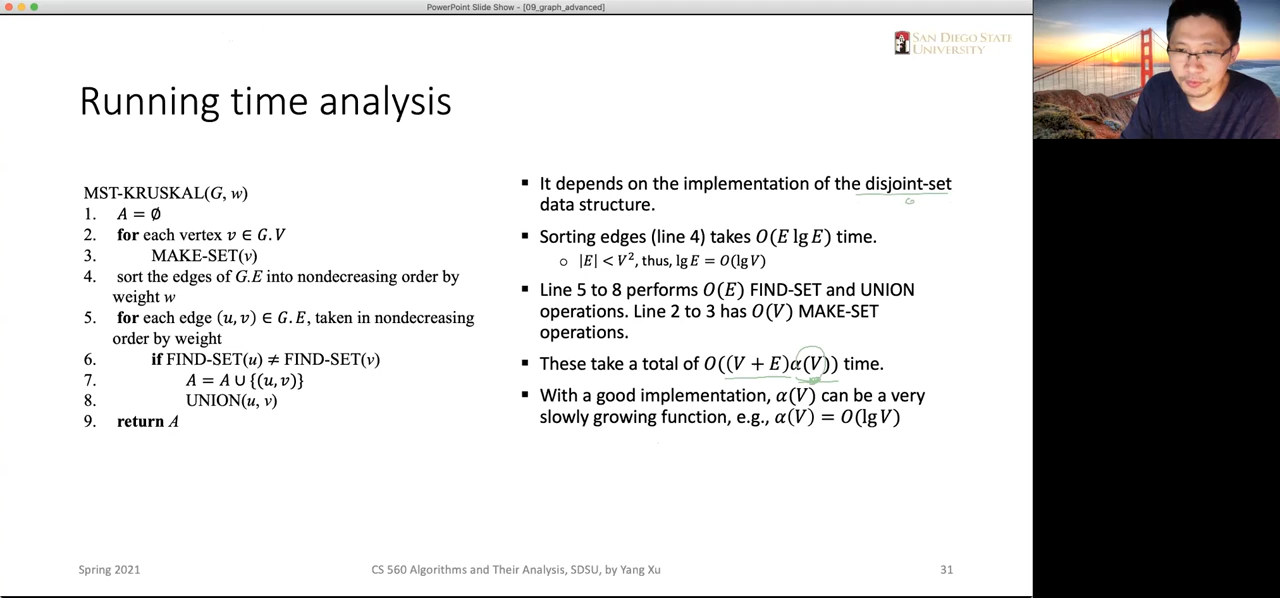 PowerPoint Slide Show - [09_graph_advanced]
SAN DIEGO STATE
UNIVERSITY
Running time analysis
MST-KRUSKAL(G, w)
1. A = ∅
2. for each vertex v ∈ G.V
3. MAKE-SET(v)
4. sort the edges of G.E into nondecreasing order by
weight w
5. for each edge (u, v) ∈ G.E, taken in nondecreasing
order by weight
6. if FIND-SET(u) ≠ FIND-SET(v)
7. A = A ∪ {(u, v)}
8. UNION(u, v)
9. return A
▪ It depends on the implementation of the disjoint-set
data structure.
▪ Sorting edges (line 4) takes O(E lg E) time.
○ |E| < V², thus, lg E = O(lg V)
▪ Line 5 to 8 performs O(E) FIND-SET and UNION
operations. Line 2 to 3 has O(V) MAKE-SET
operations.
▪ These take a total of O((V + E)α(V)) time.
▪ With a good implementation, α(V) can be a very
slowly growing function, e.g., α(V) = O(lg V)
Spring 2021
CS 560 Algorithms and Their Analysis, SDSU, by Yang Xu
31